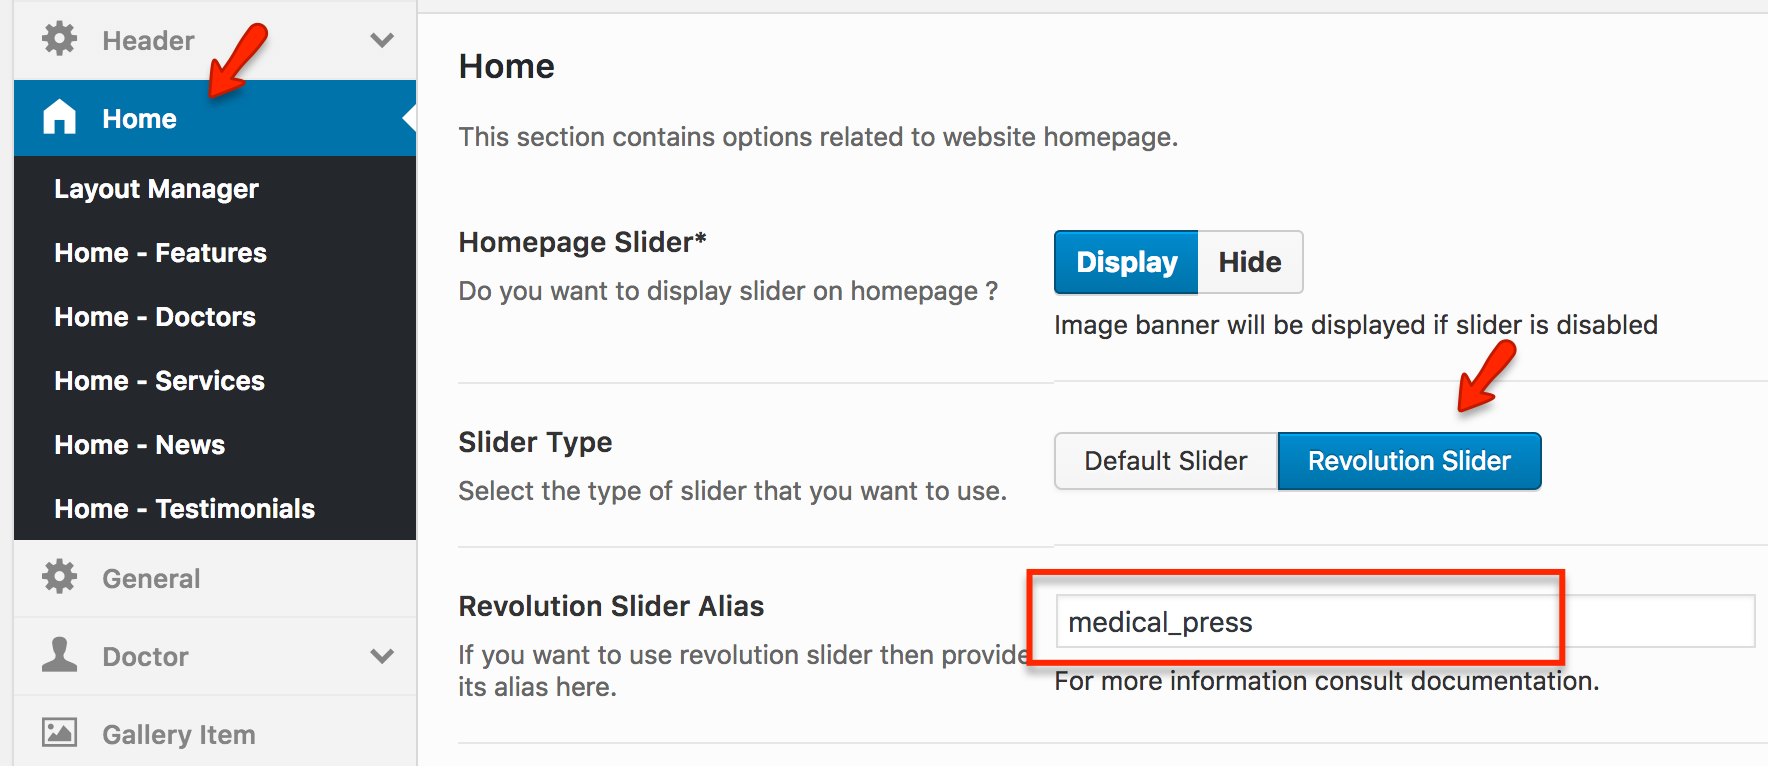 Header
Home
Layout Manager
Home - Features
Home - Doctors
Home - Services
Home - News
Home - Testimonials
General
Doctor
Gallery Item
Home
This section contains options related to website homepage.
Homepage Slider*
Do you want to display slider on homepage ?
Display Hide
Image banner will be displayed if slider is disabled
Slider Type
Select the type of slider that you want to use.
Default Slider Revolution Slider
Revolution Slider Alias
If you want to use revolution slider then provide
its alias here.
medical_press
For more information consult documentation.